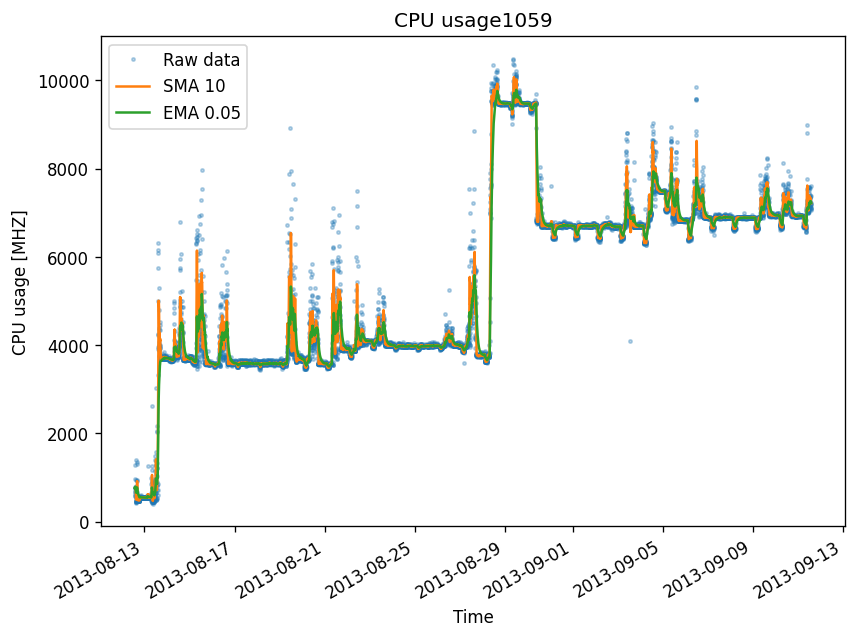 CPU usage1059
Raw data
SMA 10
EMA 0.05
CPU usage [MHZ]
10000
8000
6000
4000
2000
0
2013-08-13
2013-08-17
2013-08-21
2013-08-25
2013-08-29
2013-09-01
2013-09-05
2013-09-09
2013-09-13
Time